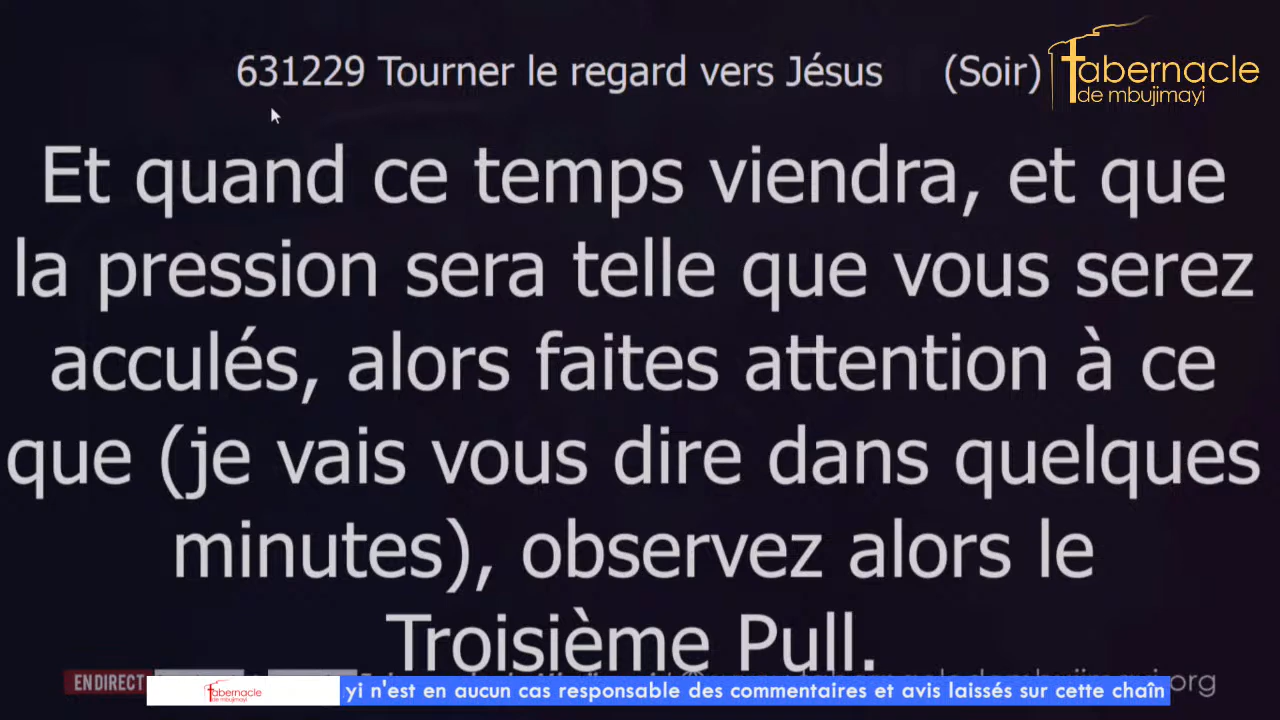 631229 Tourner le regard vers Jésus (Soir)
Tabernacle
de mbujimayi
Et quand ce temps viendra, et que
la pression sera telle que vous serez
acculés, alors faites attention à ce
que (je vais vous dire dans quelques
minutes), observez alors le
Troisième Pull.
EN DIRECT
Tabernacle
de mbujimayi
yi n'est en aucun cas responsable des commentaires et avis laissés sur cette chaîn